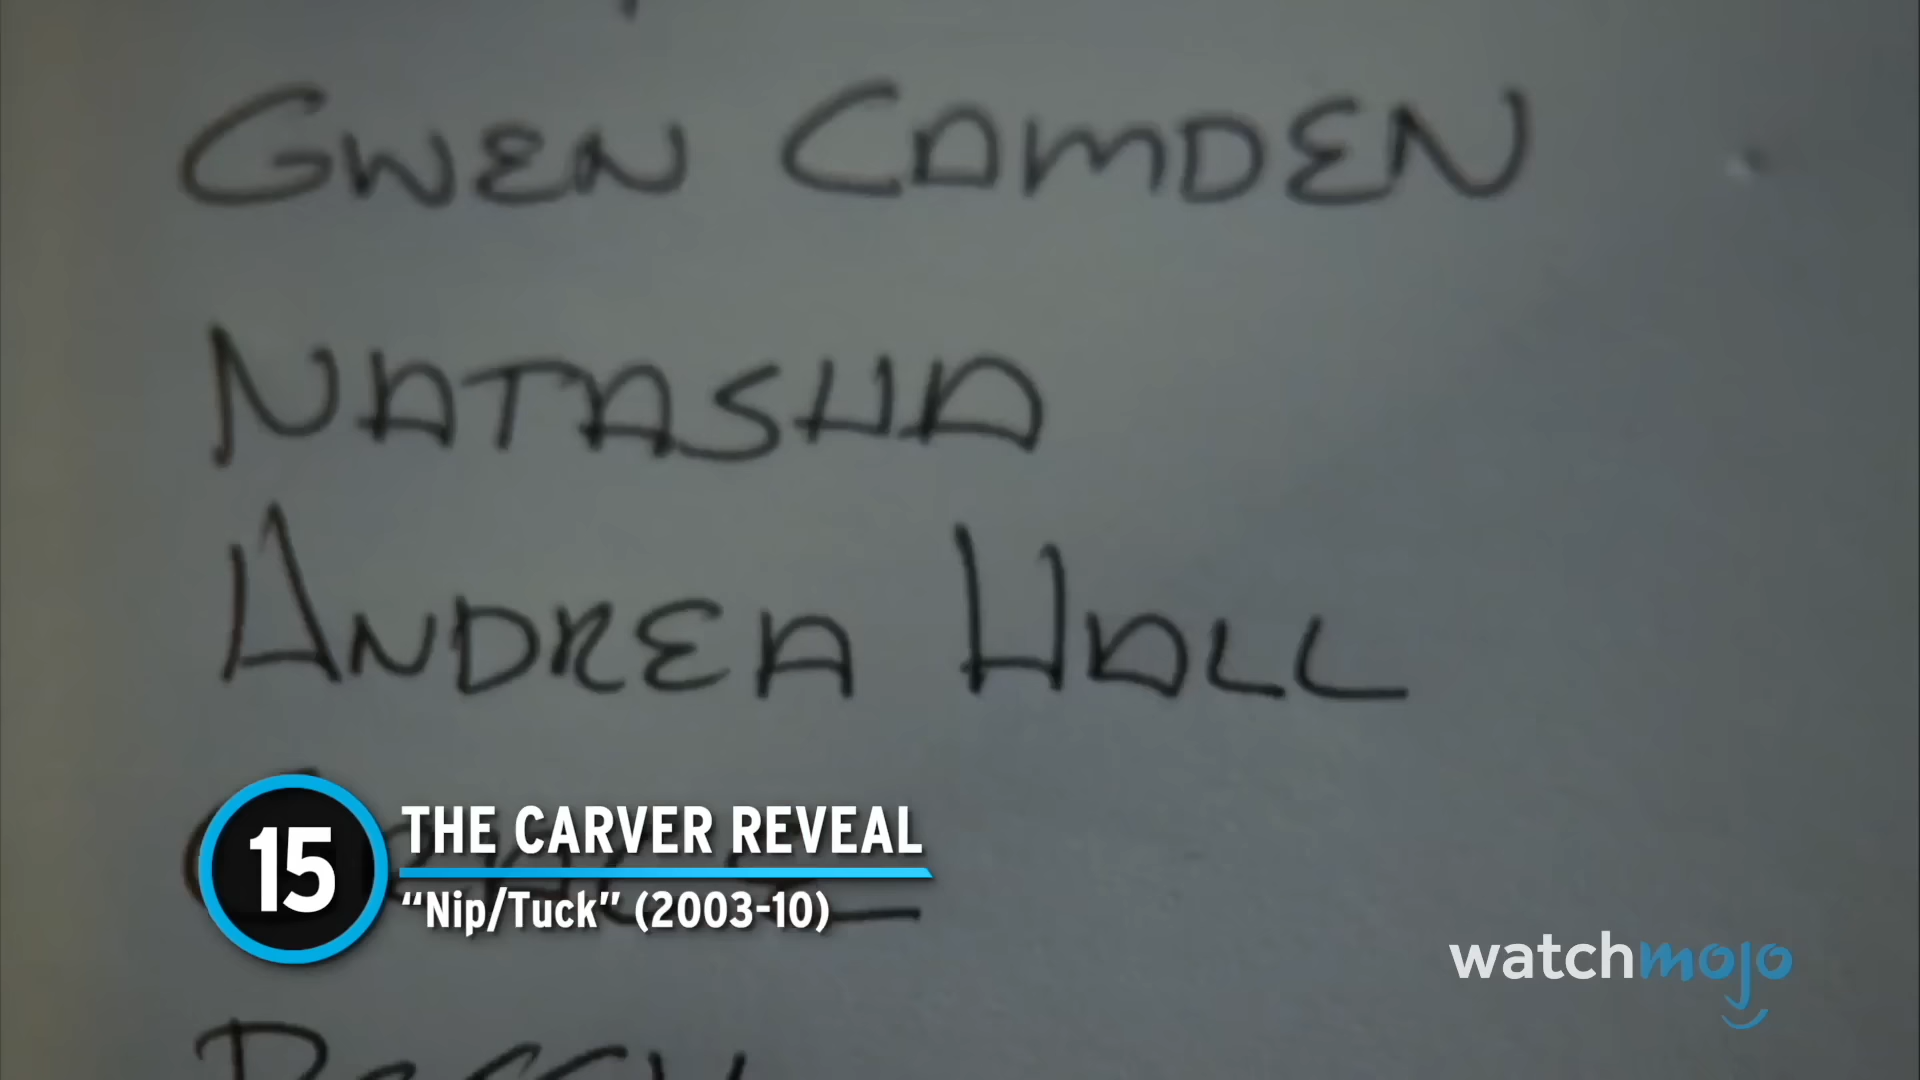 GWEN CAMDEN
NATASHA
ANDREA HALL
15
THE CARVER REVEAL
“Nip/Tuck” (2003-10)
watchmojo